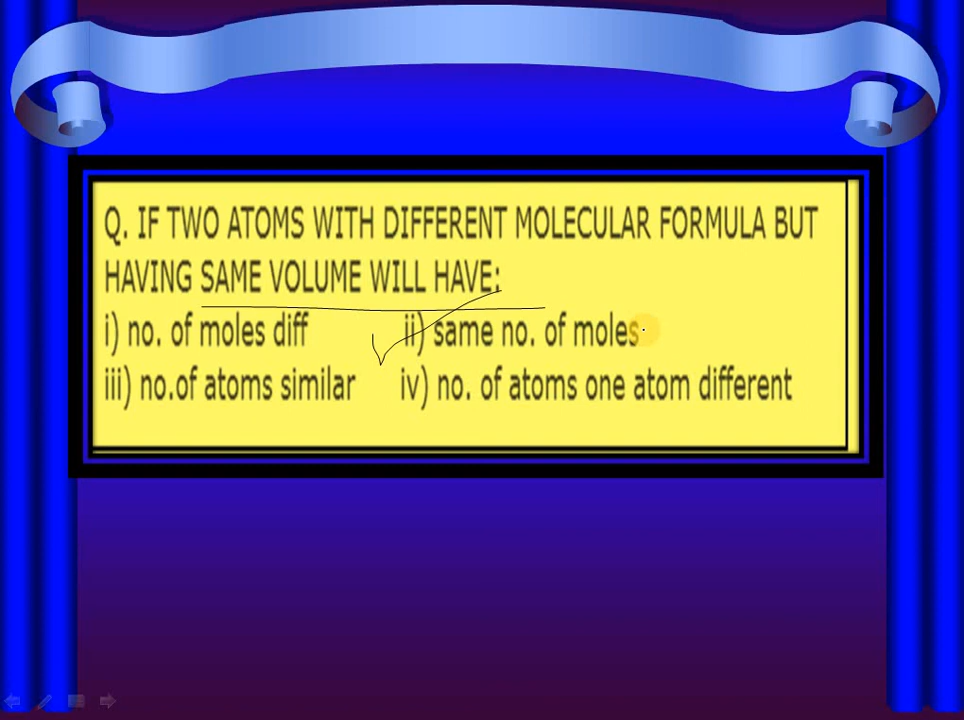 Q. IF TWO ATOMS WITH DIFFERENT MOLECULAR FORMULA BUT
HAVING SAME VOLUME WILL HAVE:
i) no. of moles diff ii) same no. of moles
iii) no.of atoms similar iv) no. of atoms one atom different